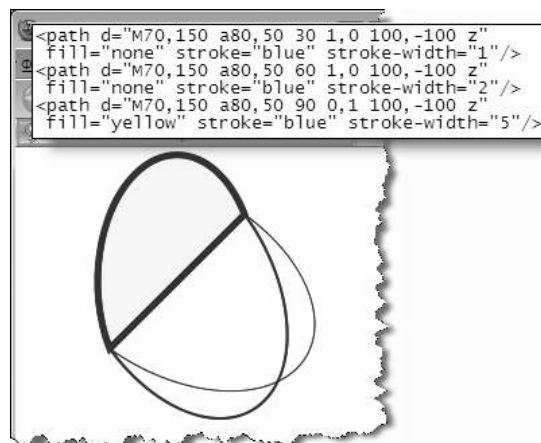 <path d="M70,150 a80,50 30 1,0 100,-100 z"
fill="none" stroke="blue" stroke-width="1"/>
<path d="M70,150 a80,50 60 1,0 100,-100 z"
fill="none" stroke="blue" stroke-width="2"/>
<path d="M70,150 a80,50 90 0,1 100,-100 z"
fill="yellow" stroke="blue" stroke-width="5"/>